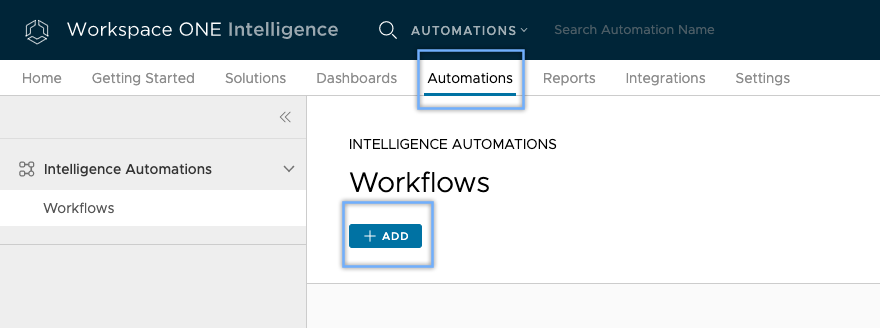 Workspace ONE Intelligence AUTOMATIONS Search Automation Name
Home Getting Started Solutions Dashboards Automations Reports Integrations Settings
INTELLIGENCE AUTOMATIONS
Intelligence Automations
Workflows
Workflows
+ ADD